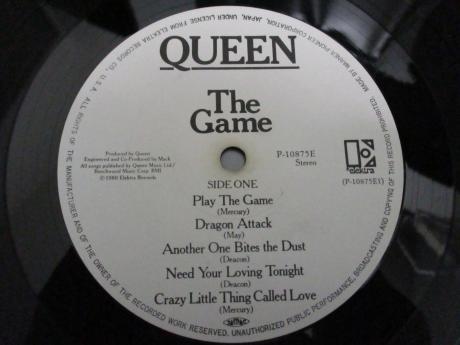 QUEEN
The
Game
Produced by Queen
Engineered and Co-Produced by Mack
All songs published by Queen Music Ltd/
Beechwood Music Corp. BMI
℗ 1980 Elektra Records
P-10875E
Stereo
elektra
(P-10875E1)
SIDE ONE
Play The Game
(Mercury)
Dragon Attack
(May)
Another One Bites the Dust
(Deacon)
Need Your Loving Tonight
(Deacon)
Crazy Little Thing Called Love
(Mercury)
MADE BY WARNER-PIONEER CORPORATION, JAPAN, UNDER LICENSE FROM ELEKTRA RECORDS CO., U.S.A. ALL RIGHTS OF THE MANUFACTURER AND OF THE OWNER OF THE RECORDED WORK RESERVED. UNAUTHORIZED PUBLIC PERFORMANCE, BROADCASTING AND COPYING OF THIS RECORD PROHIBITED.